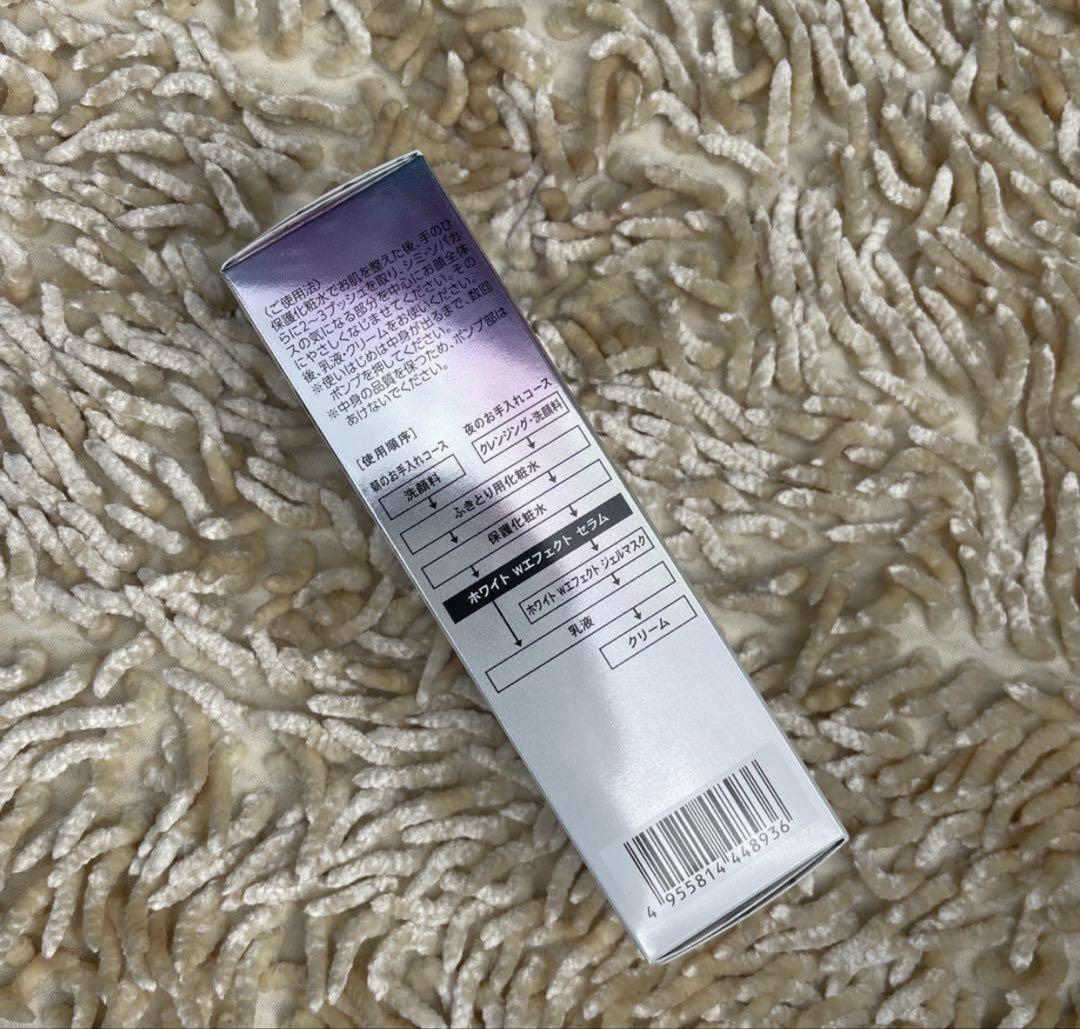 〈ご使用法〉
保護化粧水でお肌を整えた後、手のひ
らに2~3プッシュを取り、シミ・ソバカ
スの気になる部分を中心にお顔全体
にやさしくなじませてください。その
後、乳液・クリームをお使いください。
※使いはじめは中身が出るまで、数回
ポンプを押してください。
※中身の品質を保つため、ポンプ部は
あけないでください。
[使用順序]
朝のお手入れコース
夜のお手入れコース
洗顔料
クレンジング・洗顔料
ふきとり用化粧水
保護化粧水
ホワイト Wエフェクト セラム
ホワイト Wエフェクト ジェルマスク
乳液
クリーム
4 955814 448936